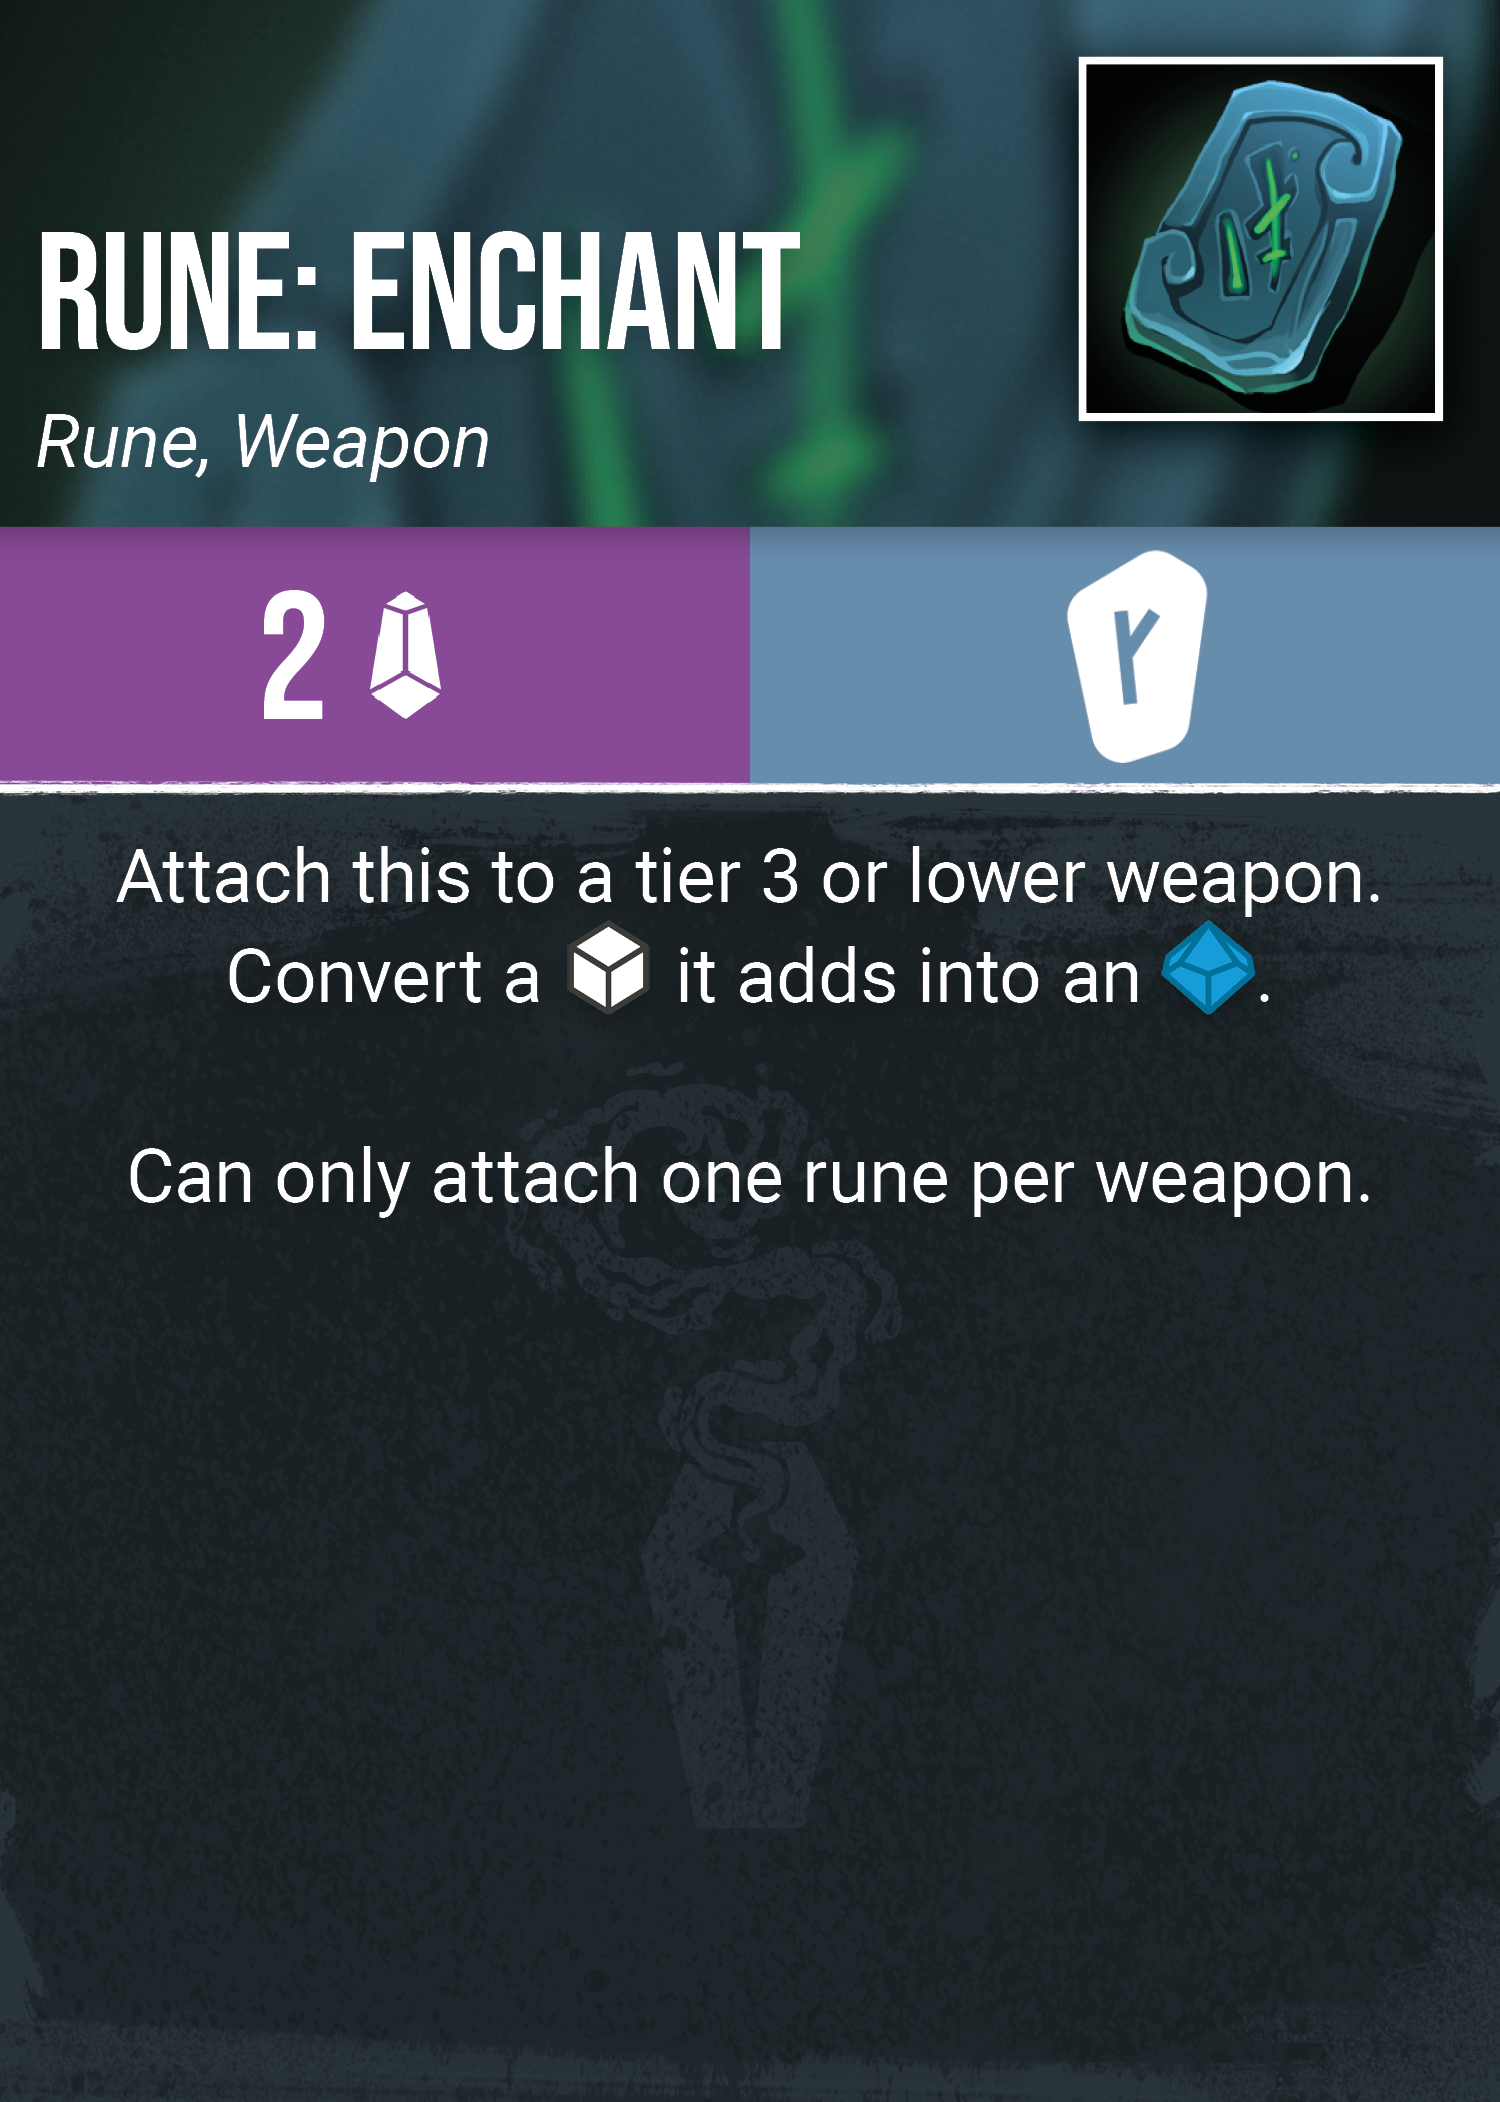 RUNE: ENCHANT
Rune, Weapon
2
Attach this to a tier 3 or lower weapon.
Convert a it adds into an .
Can only attach one rune per weapon.